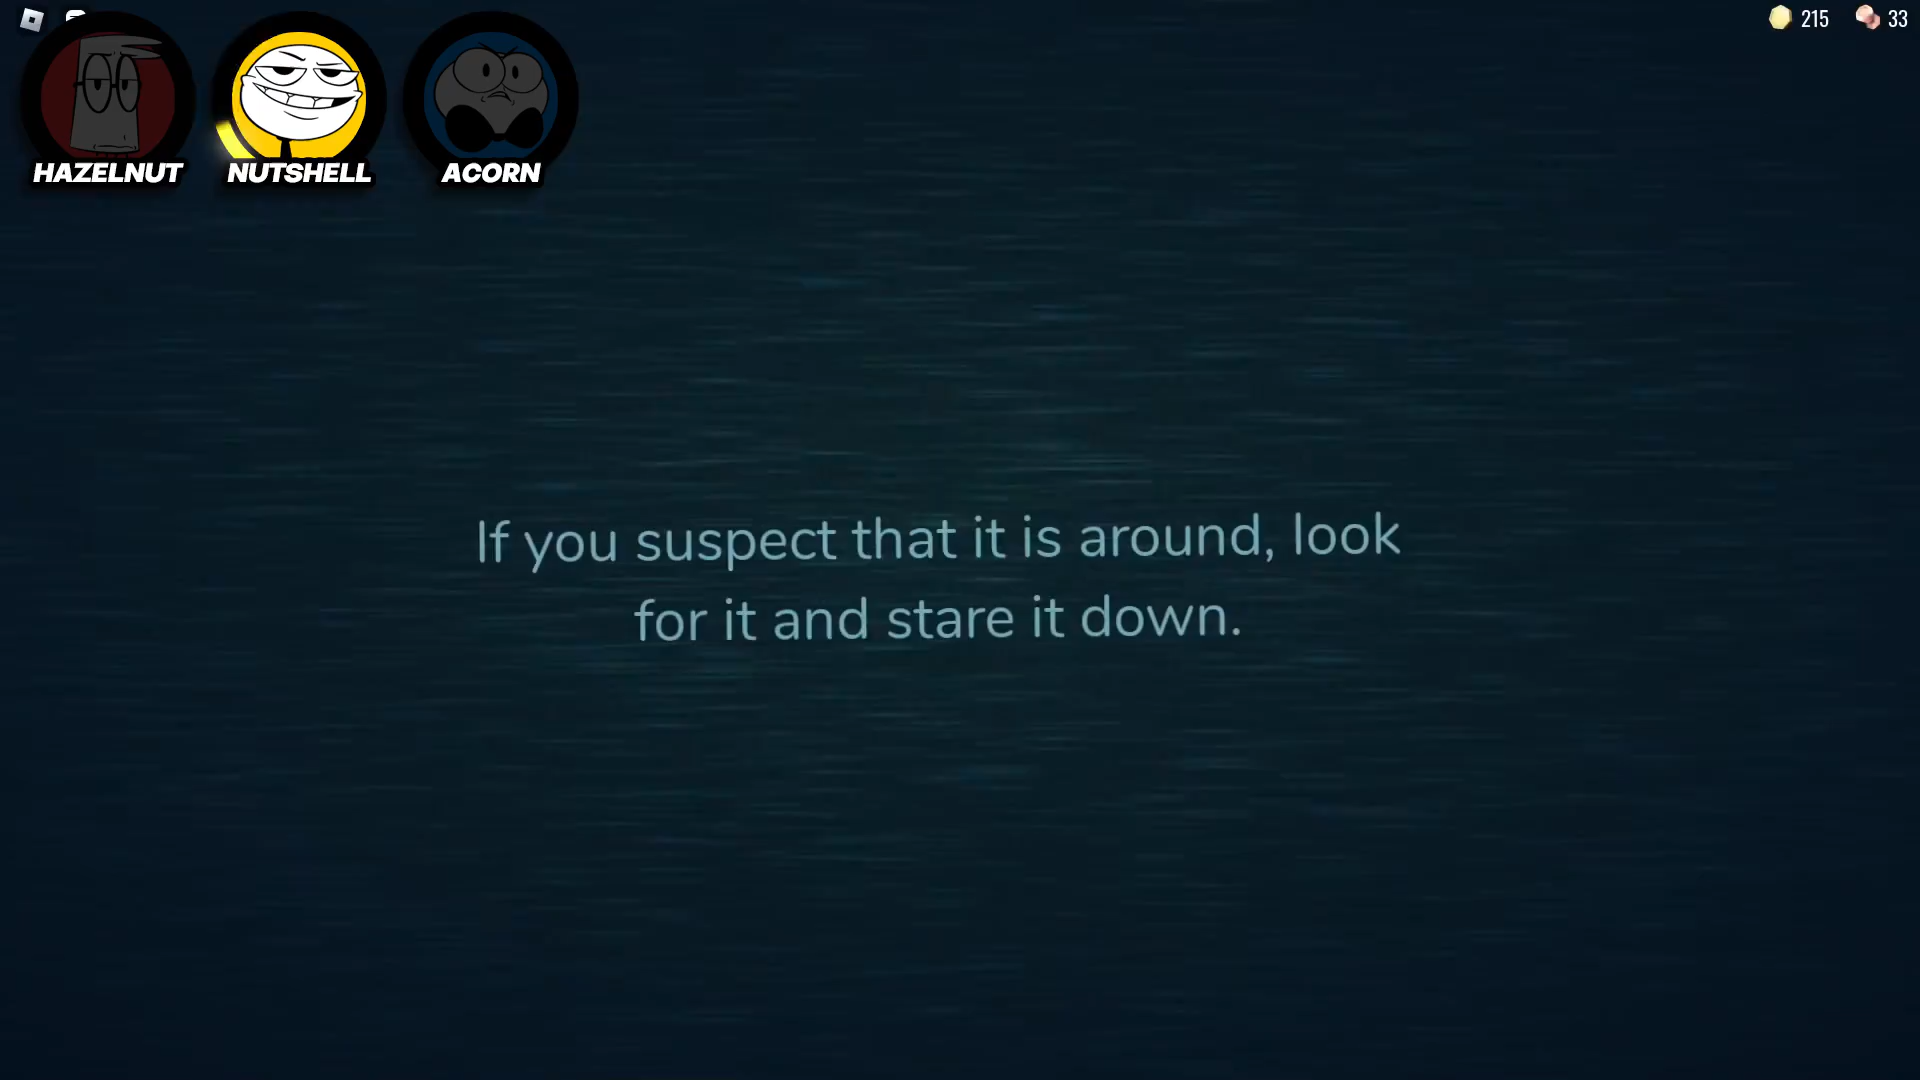 215
33
HAZELNUT
NUTSHELL
ACORN
If you suspect that it is around, look
for it and stare it down.